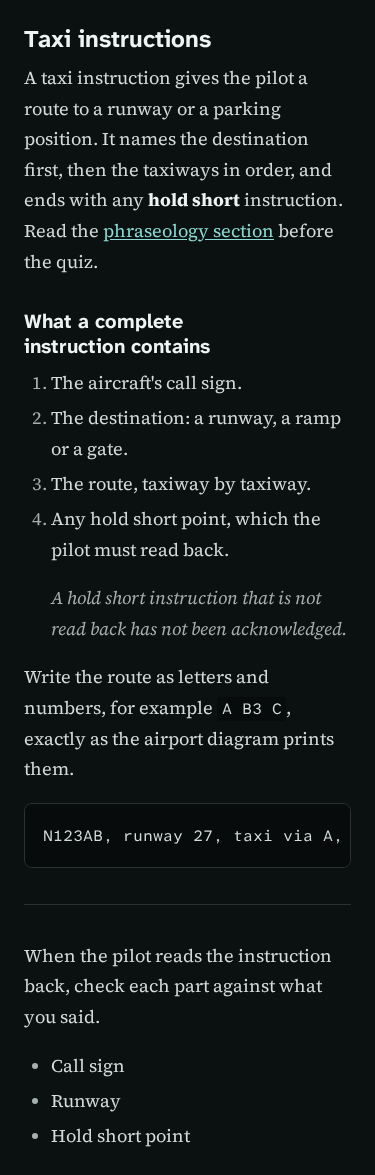 Taxi instructions
A taxi instruction gives the pilot a
route to a runway or a parking
position. It names the destination
first, then the taxiways in order, and
ends with any hold short instruction.
Read the phraseology section before
the quiz.
What a complete
instruction contains
1. The aircraft's call sign.
2. The destination: a runway, a ramp
or a gate.
3. The route, taxiway by taxiway.
4. Any hold short point, which the
pilot must read back.
A hold short instruction that is not
read back has not been acknowledged.
Write the route as letters and
numbers, for example A B3 C,
exactly as the airport diagram prints
them.
N123AB, runway 27, taxi via A,
When the pilot reads the instruction
back, check each part against what
you said.
• Call sign
• Runway
• Hold short point